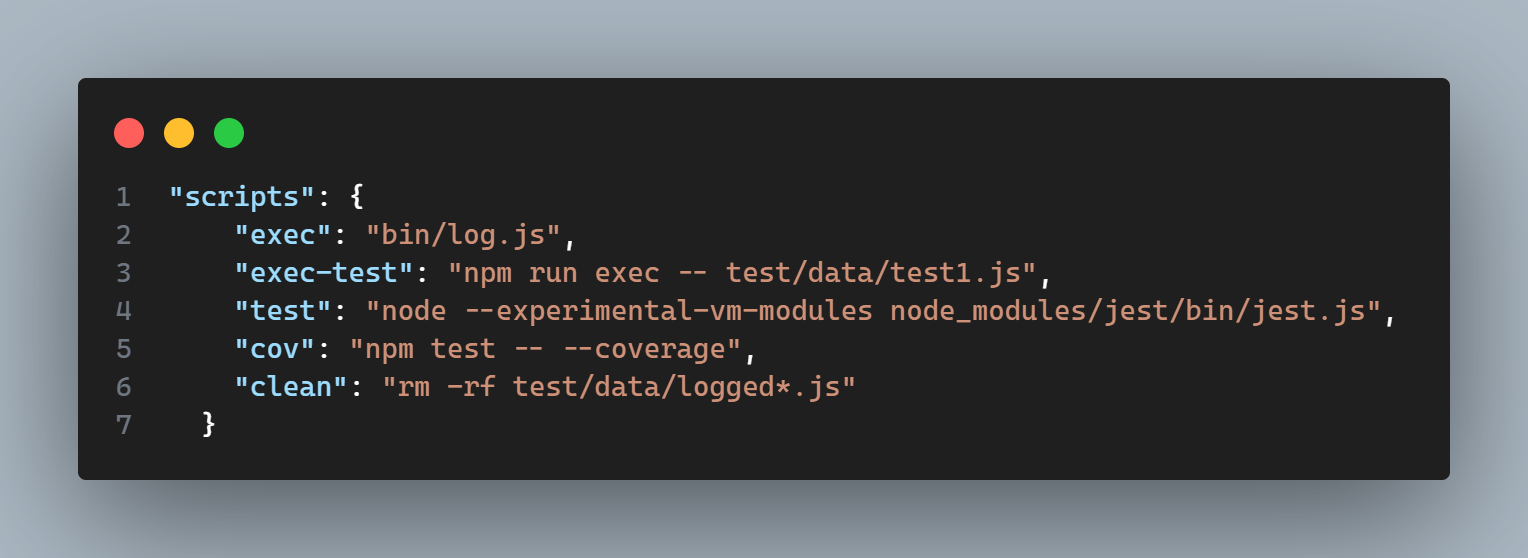 1 "scripts": {
2     "exec": "bin/log.js",
3     "exec-test": "npm run exec -- test/data/test1.js",
4     "test": "node --experimental-vm-modules node_modules/jest/bin/jest.js",
5     "cov": "npm test -- --coverage",
6     "clean": "rm -rf test/data/logged*.js"
7   }